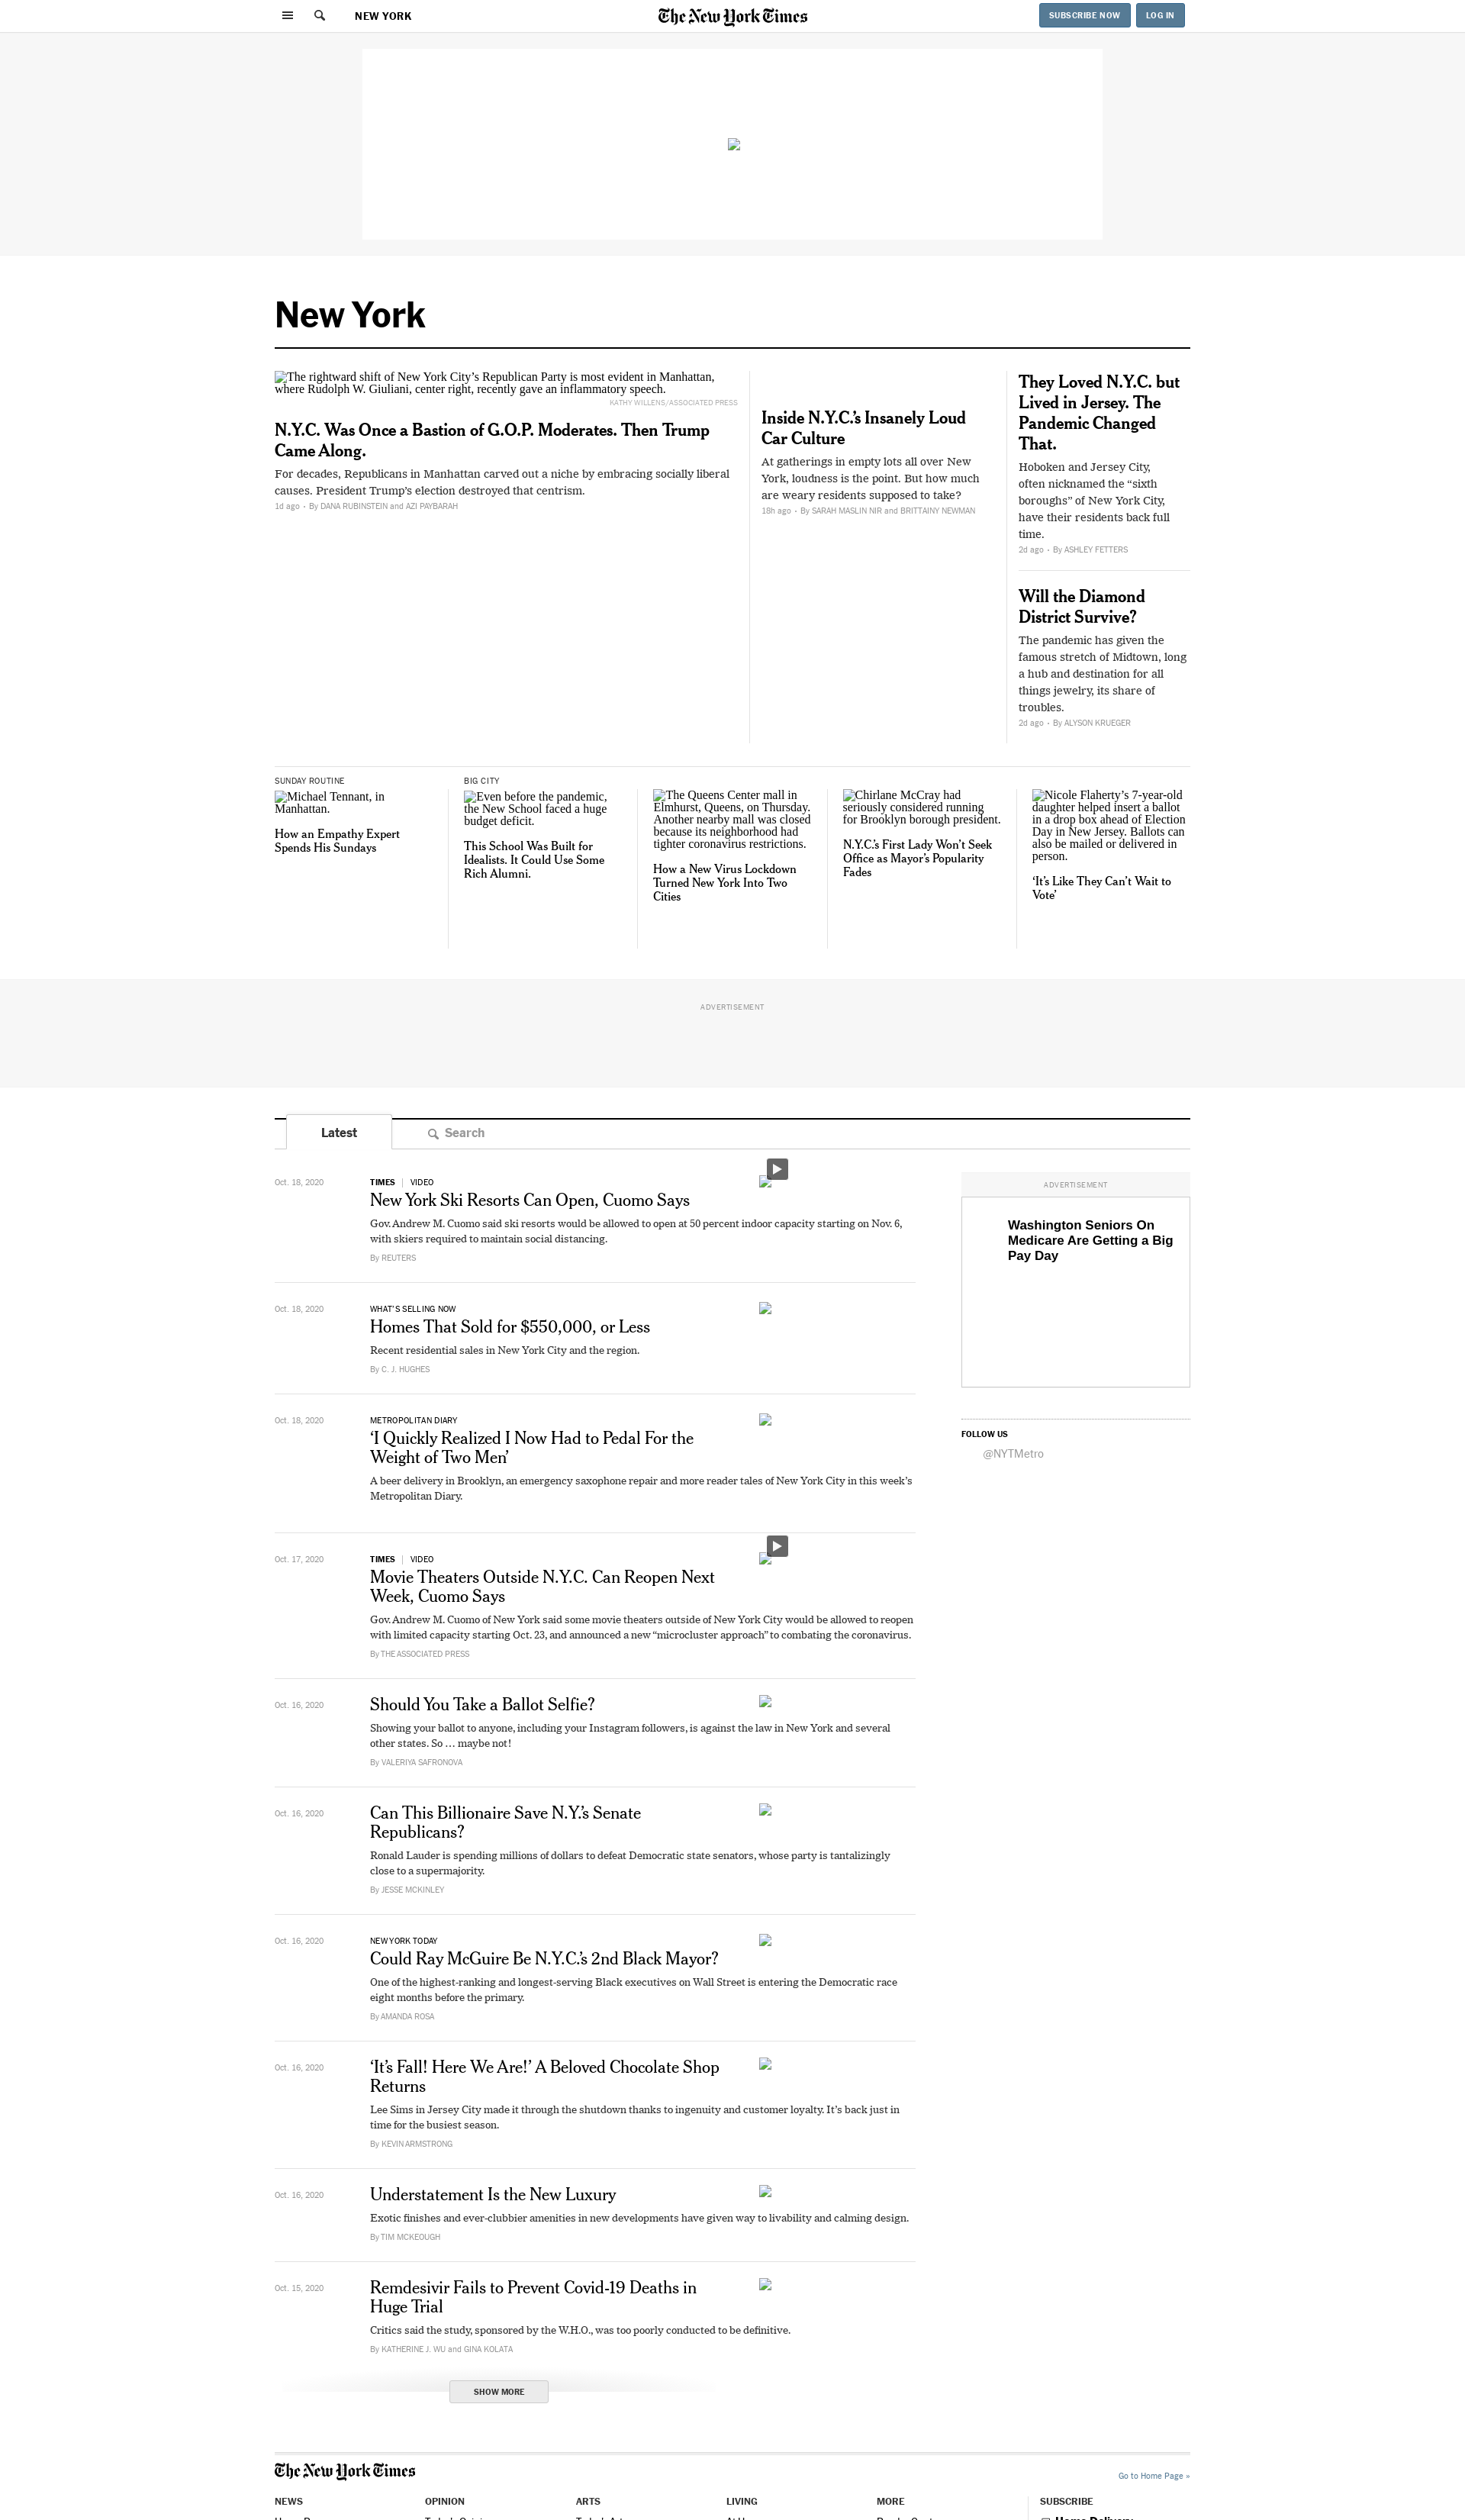 NEW YORK
The New York Times
SUBSCRIBE NOW
LOG IN
New York
The rightward shift of New York City’s Republican Party is most evident in Manhattan,
where Rudolph W. Giuliani, center right, recently gave an inflammatory speech.
KATHY WILLENS/ASSOCIATED PRESS
N.Y.C. Was Once a Bastion of G.O.P. Moderates. Then Trump
Came Along.
For decades, Republicans in Manhattan carved out a niche by embracing socially liberal
causes. President Trump’s election destroyed that centrism.
1d ago • By DANA RUBINSTEIN and AZI PAYBARAH
Inside N.Y.C.’s Insanely Loud
Car Culture
At gatherings in empty lots all over New
York, loudness is the point. But how much
are weary residents supposed to take?
18h ago • By SARAH MASLIN NIR and BRITTAINY NEWMAN
They Loved N.Y.C. but
Lived in Jersey. The
Pandemic Changed
That.
Hoboken and Jersey City,
often nicknamed the “sixth
boroughs” of New York City,
have their residents back full
time.
2d ago • By ASHLEY FETTERS
Will the Diamond
District Survive?
The pandemic has given the
famous stretch of Midtown, long
a hub and destination for all
things jewelry, its share of
troubles.
2d ago • By ALYSON KRUEGER
SUNDAY ROUTINE
Michael Tennant, in
Manhattan.
How an Empathy Expert
Spends His Sundays
BIG CITY
Even before the pandemic,
the New School faced a huge
budget deficit.
This School Was Built for
Idealists. It Could Use Some
Rich Alumni.
The Queens Center mall in
Elmhurst, Queens, on Thursday.
Another nearby mall was closed
because its neighborhood had
tighter coronavirus restrictions.
How a New Virus Lockdown
Turned New York Into Two
Cities
Chirlane McCray had
seriously considered running
for Brooklyn borough president.
N.Y.C.’s First Lady Won’t Seek
Office as Mayor’s Popularity
Fades
Nicole Flaherty’s 7-year-old
daughter helped insert a ballot
in a drop box ahead of Election
Day in New Jersey. Ballots can
also be mailed or delivered in
person.
‘It’s Like They Can’t Wait to
Vote’
ADVERTISEMENT
Latest
Search
Oct. 18, 2020
TIMES | VIDEO
New York Ski Resorts Can Open, Cuomo Says
Gov. Andrew M. Cuomo said ski resorts would be allowed to open at 50 percent indoor capacity starting on Nov. 6,
with skiers required to maintain social distancing.
By REUTERS
Oct. 18, 2020
WHAT’S SELLING NOW
Homes That Sold for $550,000, or Less
Recent residential sales in New York City and the region.
By C. J. HUGHES
Oct. 18, 2020
METROPOLITAN DIARY
‘I Quickly Realized I Now Had to Pedal For the
Weight of Two Men’
A beer delivery in Brooklyn, an emergency saxophone repair and more reader tales of New York City in this week’s
Metropolitan Diary.
Oct. 17, 2020
TIMES | VIDEO
Movie Theaters Outside N.Y.C. Can Reopen Next
Week, Cuomo Says
Gov. Andrew M. Cuomo of New York said some movie theaters outside of New York City would be allowed to reopen
with limited capacity starting Oct. 23, and announced a new “microcluster approach” to combating the coronavirus.
By THE ASSOCIATED PRESS
Oct. 16, 2020
Should You Take a Ballot Selfie?
Showing your ballot to anyone, including your Instagram followers, is against the law in New York and several
other states. So … maybe not!
By VALERIYA SAFRONOVA
Oct. 16, 2020
Can This Billionaire Save N.Y.’s Senate
Republicans?
Ronald Lauder is spending millions of dollars to defeat Democratic state senators, whose party is tantalizingly
close to a supermajority.
By JESSE MCKINLEY
Oct. 16, 2020
NEW YORK TODAY
Could Ray McGuire Be N.Y.C.’s 2nd Black Mayor?
One of the highest-ranking and longest-serving Black executives on Wall Street is entering the Democratic race
eight months before the primary.
By AMANDA ROSA
Oct. 16, 2020
‘It’s Fall! Here We Are!’ A Beloved Chocolate Shop
Returns
Lee Sims in Jersey City made it through the shutdown thanks to ingenuity and customer loyalty. It’s back just in
time for the busiest season.
By KEVIN ARMSTRONG
Oct. 16, 2020
Understatement Is the New Luxury
Exotic finishes and ever-clubbier amenities in new developments have given way to livability and calming design.
By TIM MCKEOUGH
Oct. 15, 2020
Remdesivir Fails to Prevent Covid-19 Deaths in
Huge Trial
Critics said the study, sponsored by the W.H.O., was too poorly conducted to be definitive.
By KATHERINE J. WU and GINA KOLATA
SHOW MORE
ADVERTISEMENT
Washington Seniors On
Medicare Are Getting a Big
Pay Day
FOLLOW US
@NYTMetro
The New York Times
Go to Home Page »
NEWS
OPINION
ARTS
LIVING
MORE
SUBSCRIBE